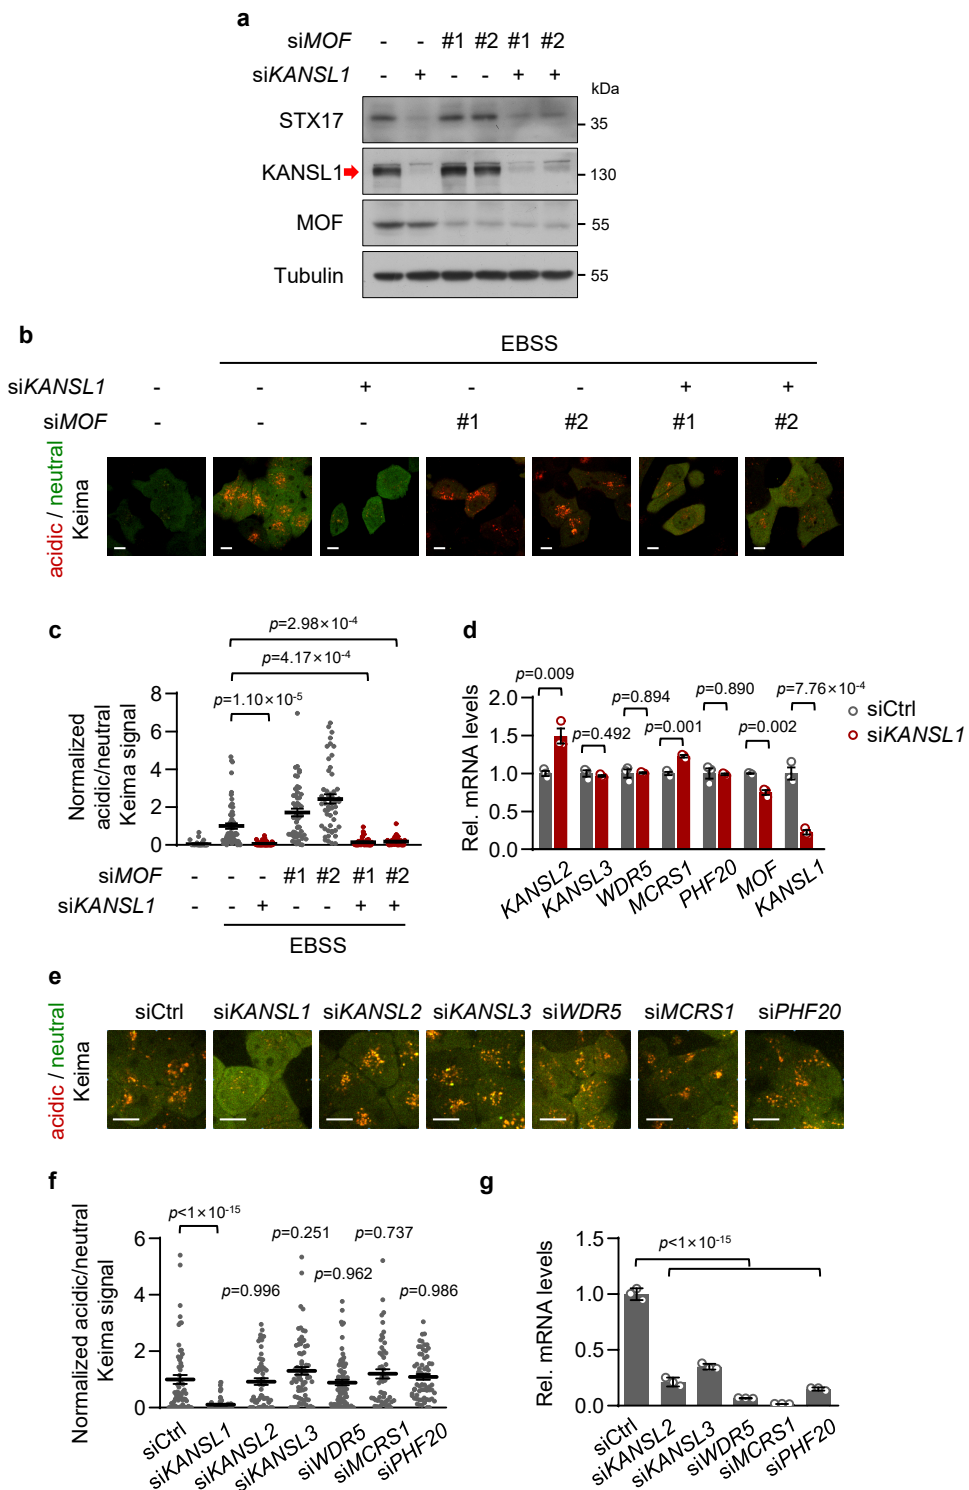 a
siMOF - - #1 #2 #1 #2
siKANSL1 - + - - + +
kDa
STX17 35
KANSL1 130
MOF 55
Tubulin 55
b
EBSS
siKANSL1 - - + - - + +
siMOF - - - #1 #2 #1 #2
acidic / neutral
Keima
c
p=2.98×10⁻⁴
p=4.17×10⁻⁴
p=1.10×10⁻⁵
Normalized
acidic/neutral
Keima signal
8
6
4
2
0
siMOF - - - #1 #2 #1 #2
siKANSL1 - - + - - + +
EBSS
d
p=0.009
p=0.894
p=0.890
p=7.76×10⁻⁴
p=0.492
p=0.001
p=0.002
siCtrl
siKANSL1
Rel. mRNA levels
2.0
1.5
1.0
0.5
0.0
KANSL2
KANSL3
WDR5
MCRS1
PHF20
MOF
KANSL1
e
siCtrl siKANSL1 siKANSL2 siKANSL3 siWDR5 siMCRS1 siPHF20
acidic / neutral
Keima
f
p<1×10⁻¹⁵
p=0.251
p=0.737
p=0.996
p=0.962
p=0.986
Normalized acidic/neutral
Keima signal
6
4
2
0
siCtrl
siKANSL1
siKANSL2
siKANSL3
siWDR5
siMCRS1
siPHF20
g
p<1×10⁻¹⁵
Rel. mRNA levels
1.5
1.0
0.5
0.0
siCtrl
siKANSL2
siKANSL3
siWDR5
siMCRS1
siPHF20